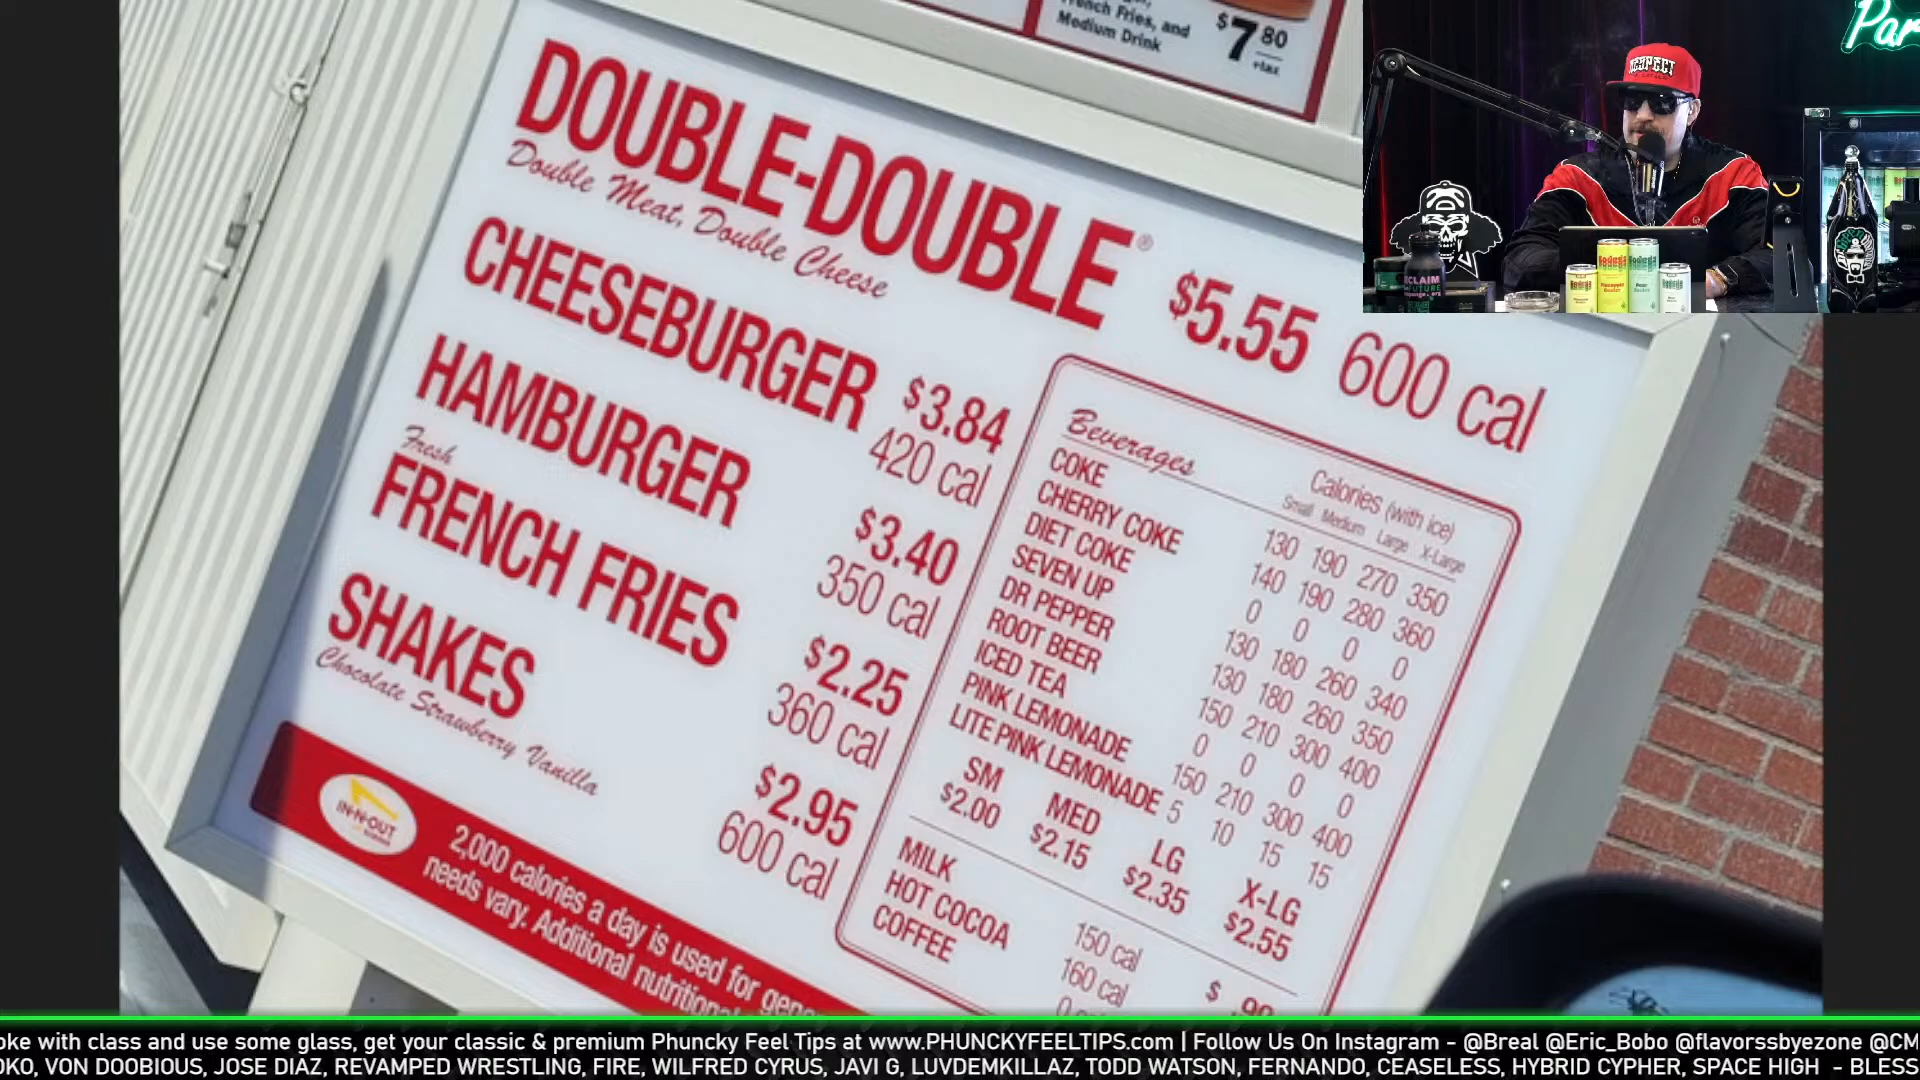 French Fries, and
Medium Drink
$7 80
+tax
DOUBLE-DOUBLE®
Double Meat, Double Cheese
$5.55 600 cal
CHEESEBURGER
$3.84
420 cal
HAMBURGER
$3.40
350 cal
Fresh
FRENCH FRIES
$2.25
360 cal
SHAKES
Chocolate Strawberry Vanilla
$2.95
600 cal
IN-N-OUT
2,000 calories a day is used for
needs vary. Additional nutritional
Beverages
Calories (with ice)
Small Medium Large X-Large
COKE 130 190 270 350
CHERRY COKE 140 190 280 360
DIET COKE 0 0 0 0
SEVEN UP 130 180 260 340
DR PEPPER 130 180 260 350
ROOT BEER 150 210 300 400
ICED TEA 0 0 0 0
PINK LEMONADE 150 210 300 400
LITE PINK LEMONADE 5 10 15 15
SM MED LG X-LG
$2.00 $2.15 $2.35 $2.55
MILK 150 cal
HOT COCOA 160 cal
COFFEE
RESPECT
Par
Bodega
oke with class and use some glass, get your classic & premium Phuncky Feel Tips at www.PHUNCKYFEELTIPS.com | Follow Us On Instagram - @Breal @Eric_Bobo @flavorssbyezone @CM
OKO, VON DOOBIOUS, JOSE DIAZ, REVAMPED WRESTLING, FIRE, WILFRED CYRUS, JAVI G, LUVDEMKILLAZ, TODD WATSON, FERNANDO, CEASELESS, HYBRID CYPHER, SPACE HIGH - BLESS